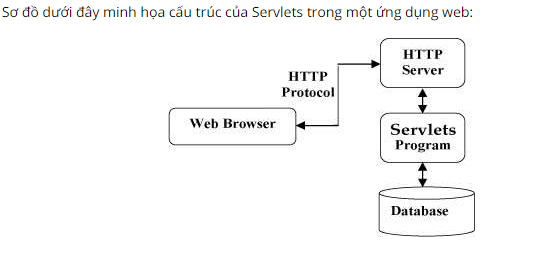 Sơ đồ dưới đây minh họa cấu trúc của Servlets trong một ứng dụng web:
HTTP
Server
HTTP
Protocol
Web Browser
Servlets
Program
Database